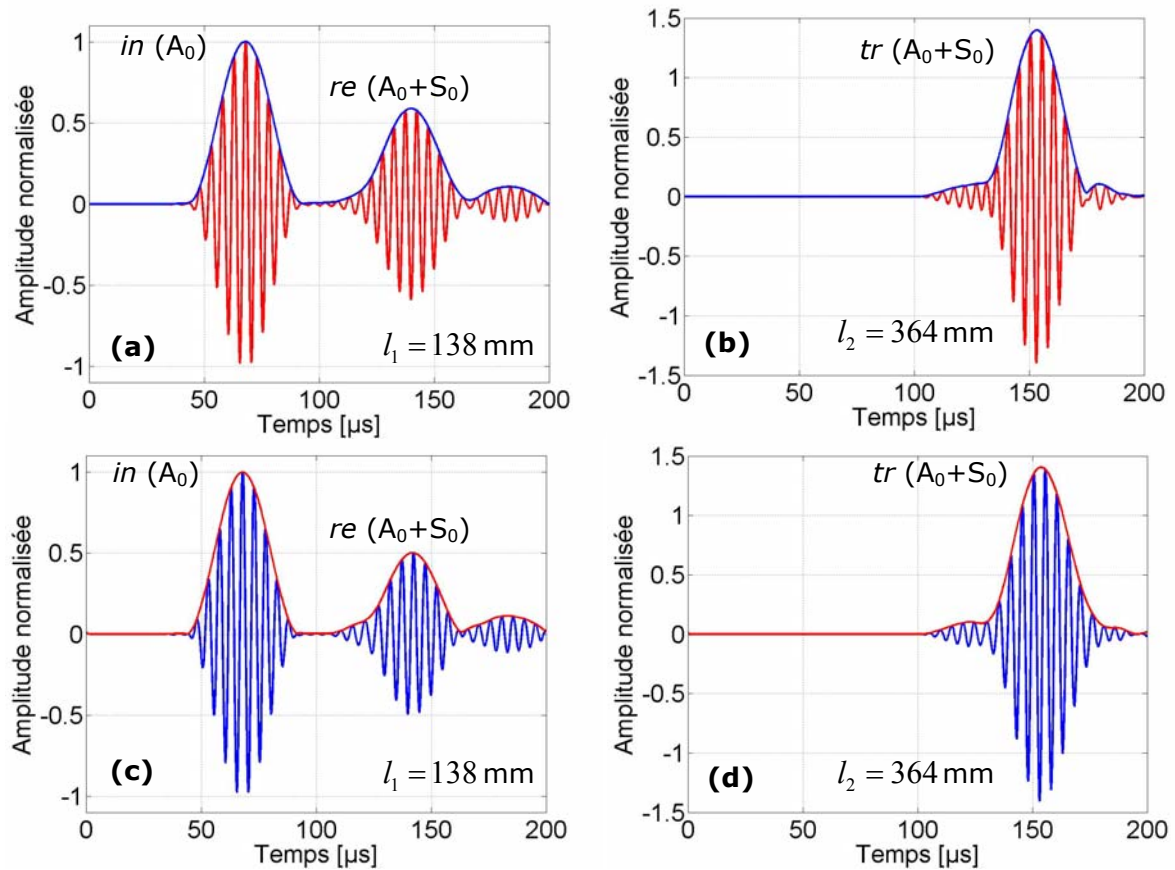 in (A₀)
re (A₀+S₀)
Amplitude normalisée
1
0.5
0
-0.5
-1
(a)
l₁ = 138 mm
0 50 100 150 200
Temps [µs]
tr (A₀+S₀)
Amplitude normalisée
1.5
1
0.5
0
-0.5
-1
-1.5
(b)
l₂ = 364 mm
0 50 100 150 200
Temps [µs]
in (A₀)
re (A₀+S₀)
Amplitude normalisée
1
0.5
0
-0.5
-1
(c)
l₁ = 138 mm
0 50 100 150 200
Temps [µs]
tr (A₀+S₀)
Amplitude normalisée
1.5
1
0.5
0
-0.5
-1
-1.5
(d)
l₂ = 364 mm
0 50 100 150 200
Temps [µs]